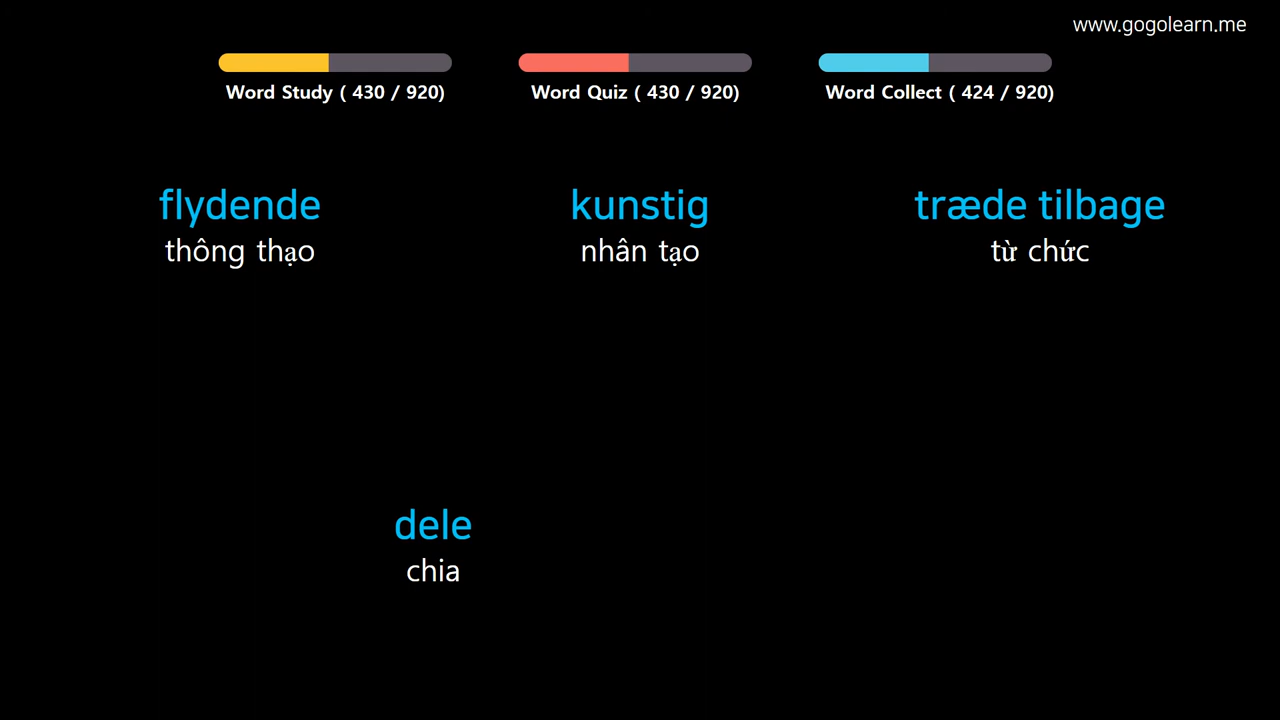 www.gogolearn.me
Word Study ( 430 / 920)
Word Quiz ( 430 / 920)
Word Collect ( 424 / 920)
flydende
thông thạo
kunstig
nhân tạo
træde tilbage
từ chức
dele
chia